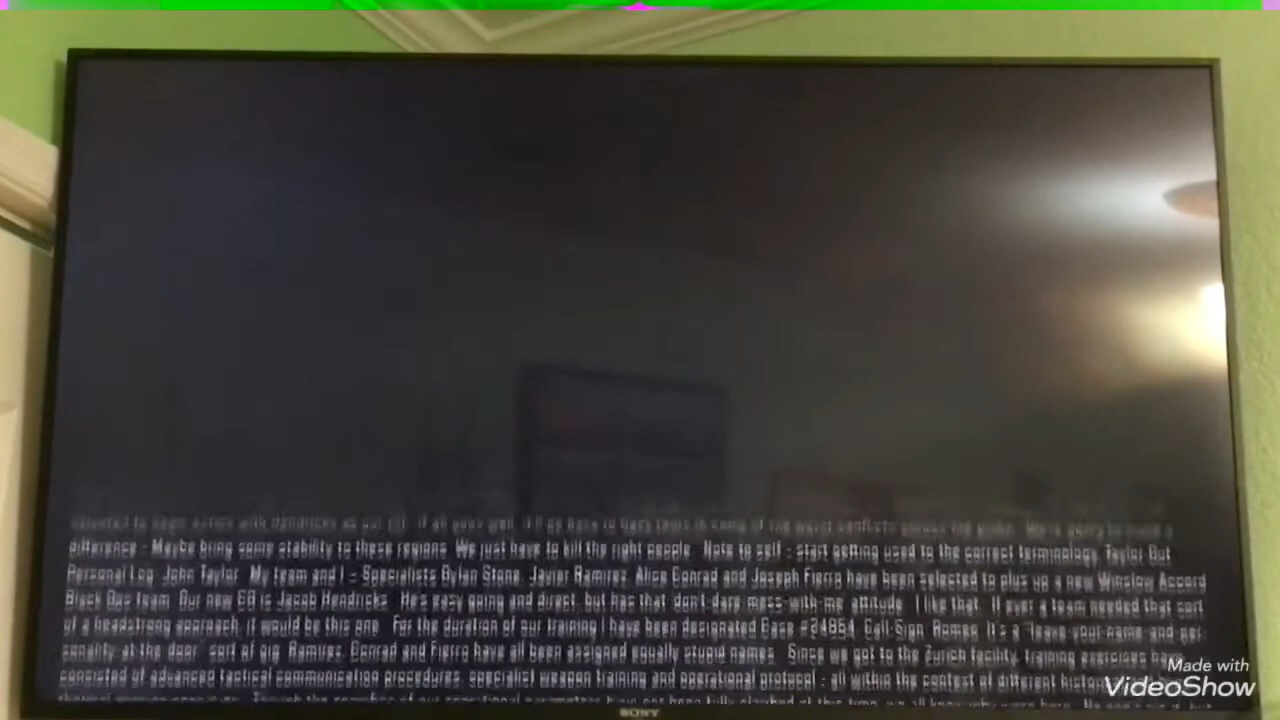 difference - Maybe bring some stability to these regions. We just have to kill the right people. Note to self - start getting used to the correct terminology. Taylor Out
Personal Log. John Taylor. My team and I - Specialists Dylan Stone, Javier Ramirez, Alice Conrad and Joseph Fierro have been selected to plus up a new Winslow Accord
Black Ops team. Our new CO is Jacob Hendricks. He's easy going and direct, but has that don't-dare-mess-with-me attitude. I like that. If ever a team needed that sort
of a headstrong approach, it would be this one. For the duration of our training I have been designated Case #24854. Call Sign: Romeo. It's a "leave-your-name-and-per-
sonality-at-the-door" sort of gig. Ramirez, Conrad and Fierro have all been assigned equally stupid names. Since we got to the Zurich facility, training exercises have
consisted of advanced tactical communication procedures, specialist weapon training and operational protocol - all within the context of different
SONY
Made with
VideoShow